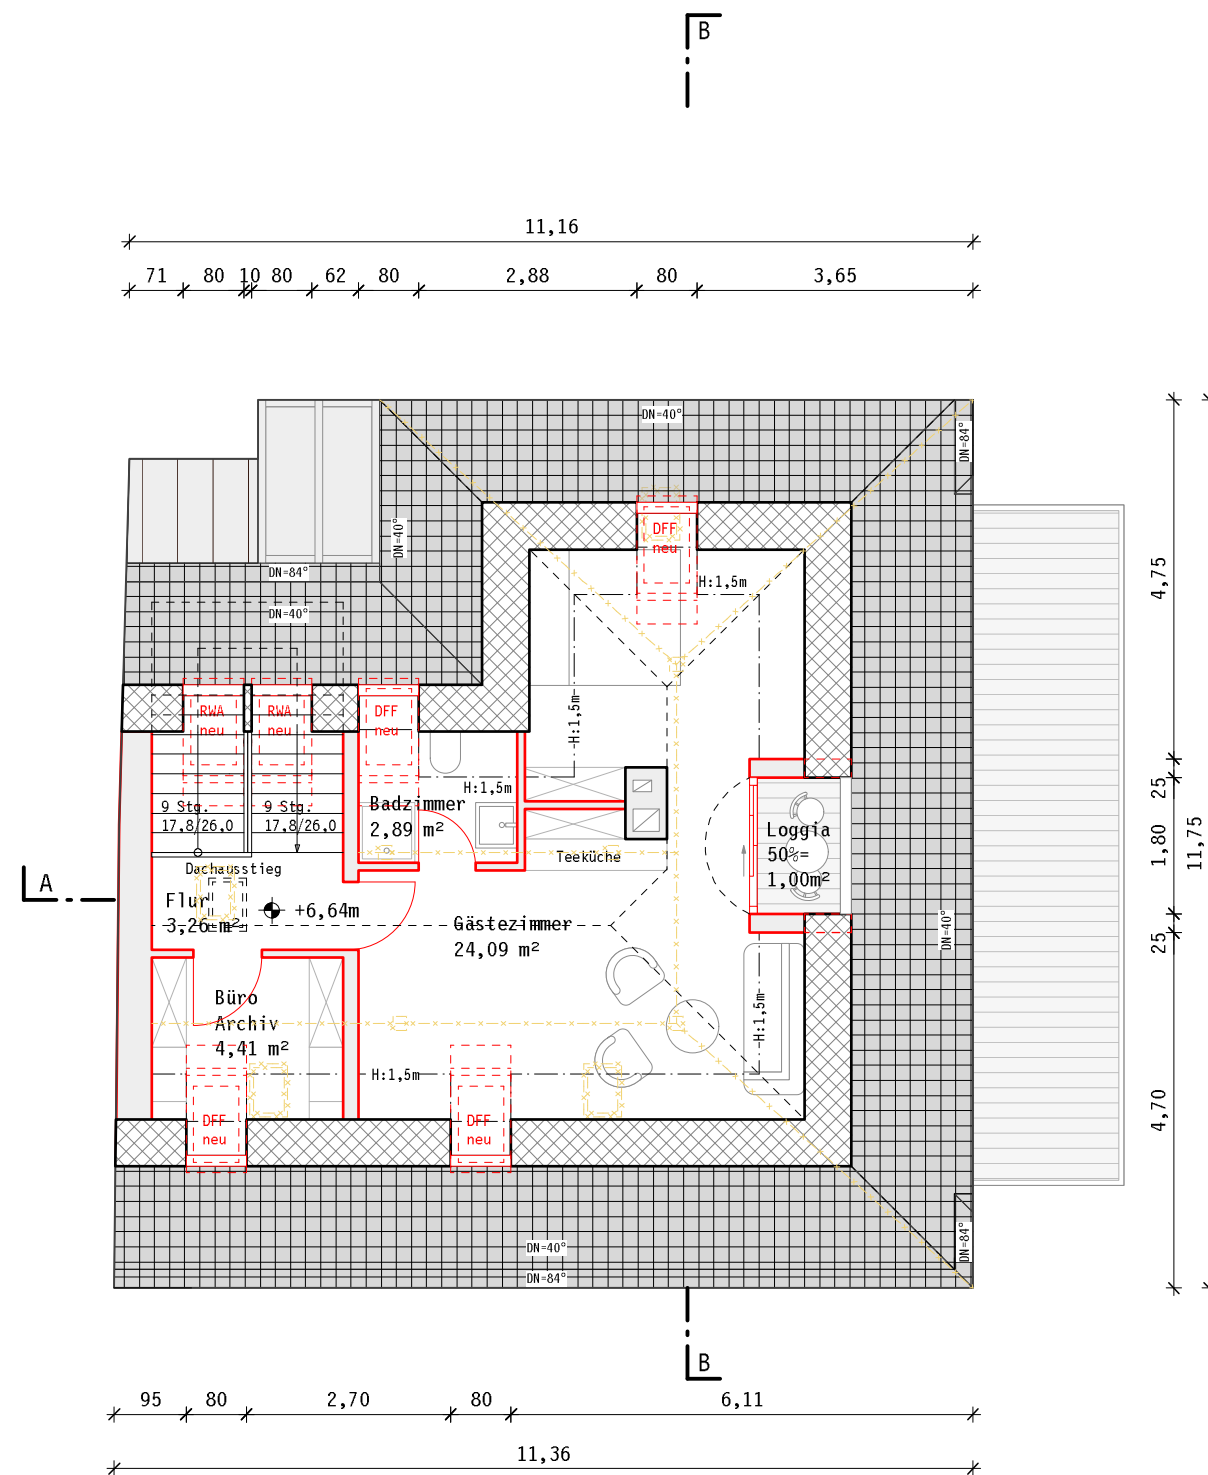 B
11,16
71 80 10 80 62 80 2,88 80 3,65
DN=40°
DN=84°
DN=40°
DN=84°
DN=40°
DFF
neu
H:1,5m
4,75
RWA
neu
RWA
neu
DFF
neu
H:1,5m
H:1,5m
9 Stg.
17,8/26,0
9 Stg.
17,8/26,0
Badzimmer
2,89 m²
Teeküche
Loggia
50%=
1,00m²
25
1,80
11,75
25
Dachausstieg
A
Flur
3,26 m²
+6,64m
Gästezimmer
24,09 m²
DN=40°
Büro
Archiv
4,41 m²
H:1,5m
H:1,5m
DFF
neu
DFF
neu
4,70
DN=40°
DN=84°
DN=84°
B
95 80 2,70 80 6,11
11,36